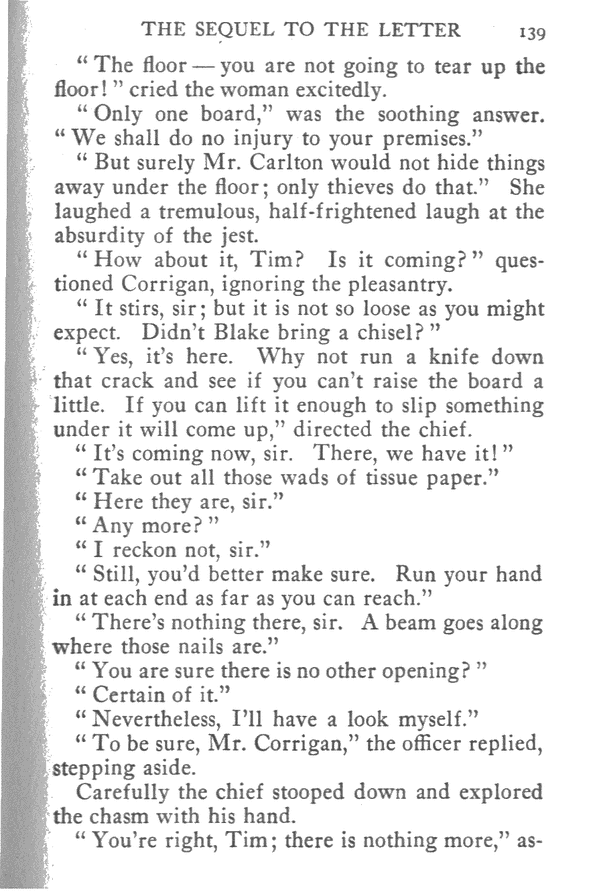 THE SEQUEL TO THE LETTER 139
“ The floor — you are not going to tear up the
floor! ” cried the woman excitedly.
“ Only one board,” was the soothing answer.
“ We shall do no injury to your premises.”
“ But surely Mr. Carlton would not hide things
away under the floor; only thieves do that.” She
laughed a tremulous, half-frightened laugh at the
absurdity of the jest.
“ How about it, Tim? Is it coming? ” ques-
tioned Corrigan, ignoring the pleasantry.
“ It stirs, sir; but it is not so loose as you might
expect. Didn’t Blake bring a chisel? ”
“ Yes, it’s here. Why not run a knife down
that crack and see if you can’t raise the board a
little. If you can lift it enough to slip something
under it will come up,” directed the chief.
“ It’s coming now, sir. There, we have it! ”
“ Take out all those wads of tissue paper.”
“ Here they are, sir.”
“ Any more? ”
“ I reckon not, sir.”
“ Still, you’d better make sure. Run your hand
in at each end as far as you can reach.”
“ There’s nothing there, sir. A beam goes along
where those nails are.”
“ You are sure there is no other opening? ”
“ Certain of it.”
“ Nevertheless, I’ll have a look myself.”
“ To be sure, Mr. Corrigan,” the officer replied,
stepping aside.
Carefully the chief stooped down and explored
the chasm with his hand.
“ You’re right, Tim; there is nothing more,” as-